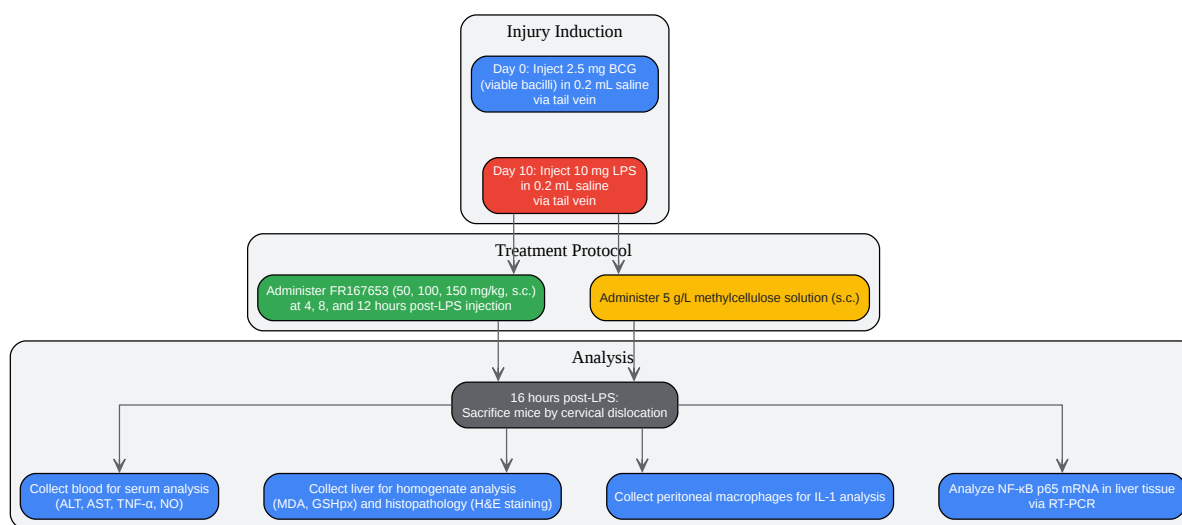 Injury Induction
Day 0: Inject 2.5 mg BCG
(viable bacilli) in 0.2 mL saline
via tail vein
Day 10: Inject 10 mg LPS
in 0.2 mL saline
via tail vein
Treatment Protocol
Administer FR167653 (50, 100, 150 mg/kg, s.c.)
at 4, 8, and 12 hours post-LPS injection
Administer 5 g/L methylcellulose solution (s.c.)
Analysis
16 hours post-LPS:
Sacrifice mice by cervical dislocation
Collect blood for serum analysis
(ALT, AST, TNF-α, NO)
Collect liver for homogenate analysis
(MDA, GSHpx) and histopathology (H&E staining)
Collect peritoneal macrophages for IL-1 analysis
Analyze NF-κB p65 mRNA in liver tissue
via RT-PCR